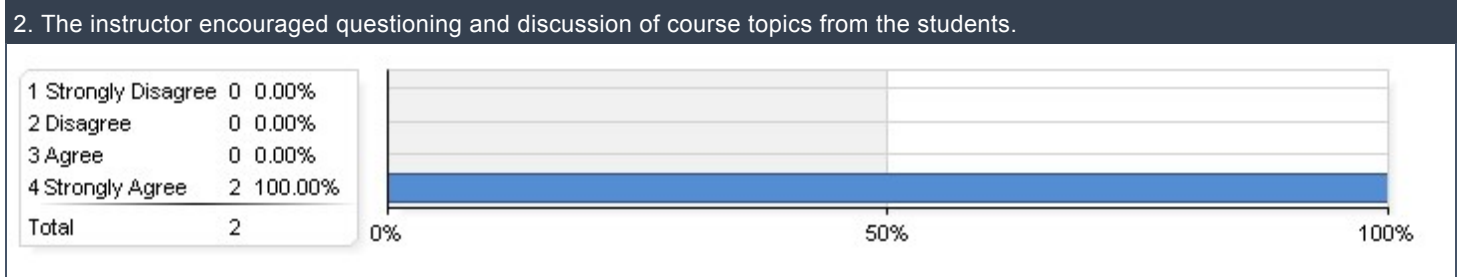 2. The instructor encouraged questioning and discussion of course topics from the students.
1 Strongly Disagree 0 0.00%
2 Disagree 0 0.00%
3 Agree 0 0.00%
4 Strongly Agree 2 100.00%
Total 2
0% 50% 100%